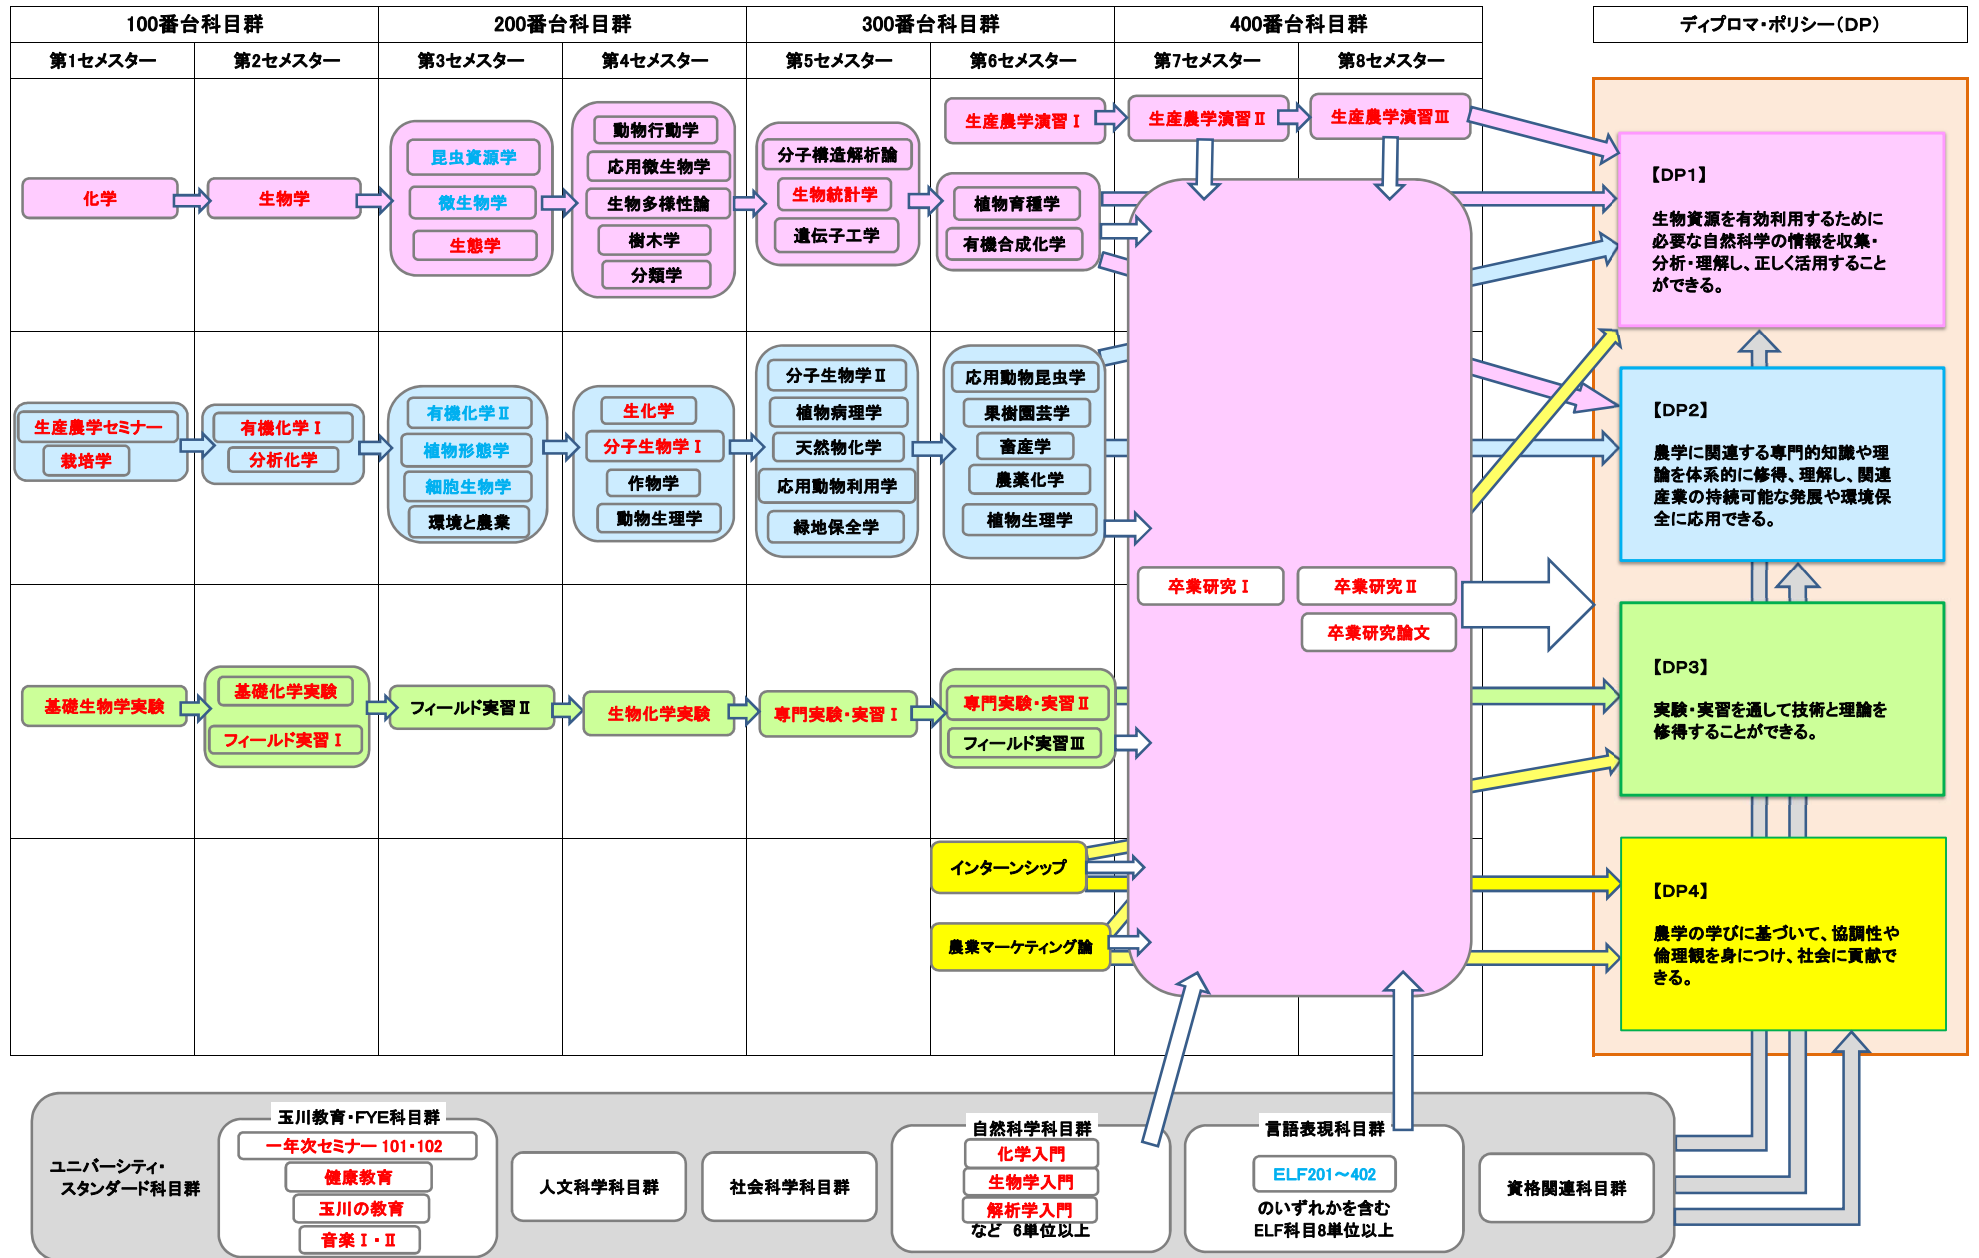 100番台科目群
200番台科目群
300番台科目群
400番台科目群
ディプロマ・ポリシー（DP）
第1セメスター
第2セメスター
第3セメスター
第4セメスター
第5セメスター
第6セメスター
第7セメスター
第8セメスター
化学
生物学
昆虫資源学
微生物学
生態学
動物行動学
応用微生物学
生物多様性論
樹木学
分類学
分子構造解析論
生物統計学
遺伝子工学
生産農学演習Ⅰ
植物育種学
有機合成化学
生産農学演習Ⅱ
生産農学演習Ⅲ
生産農学セミナー
栽培学
有機化学Ⅰ
分析化学
有機化学Ⅱ
植物形態学
細胞生物学
環境と農業
生化学
分子生物学Ⅰ
作物学
動物生理学
分子生物学Ⅱ
植物病理学
天然物化学
応用動物利用学
緑地保全学
応用動物昆虫学
果樹園芸学
畜産学
農薬化学
植物生理学
卒業研究Ⅰ
卒業研究Ⅱ
卒業研究論文
基礎生物学実験
基礎化学実験
フィールド実習Ⅰ
フィールド実習Ⅱ
生物化学実験
専門実験・実習Ⅰ
専門実験・実習Ⅱ
フィールド実習Ⅲ
インターンシップ
農業マーケティング論
【DP1】
生物資源を有効利用するために
必要な自然科学の情報を収集・
分析・理解し、正しく活用すること
ができる。
【DP2】
農学に関連する専門的知識や理
論を体系的に修得、理解し、関連
産業の持続可能な発展や環境保
全に応用できる。
【DP3】
実験・実習を通して技術と理論を
修得することができる。
【DP4】
農学の学びに基づいて、協調性や
倫理観を身につけ、社会に貢献で
きる。
ユニバーシティ・
スタンダード科目群
玉川教育・FYE科目群
一年次セミナー101・102
健康教育
玉川の教育
音楽Ⅰ・Ⅱ
人文科学科目群
社会科学科目群
自然科学科目群
化学入門
生物学入門
解析学入門
など 6単位以上
言語表現科目群
ELF201～402
のいずれかを含む
ELF科目8単位以上
資格関連科目群